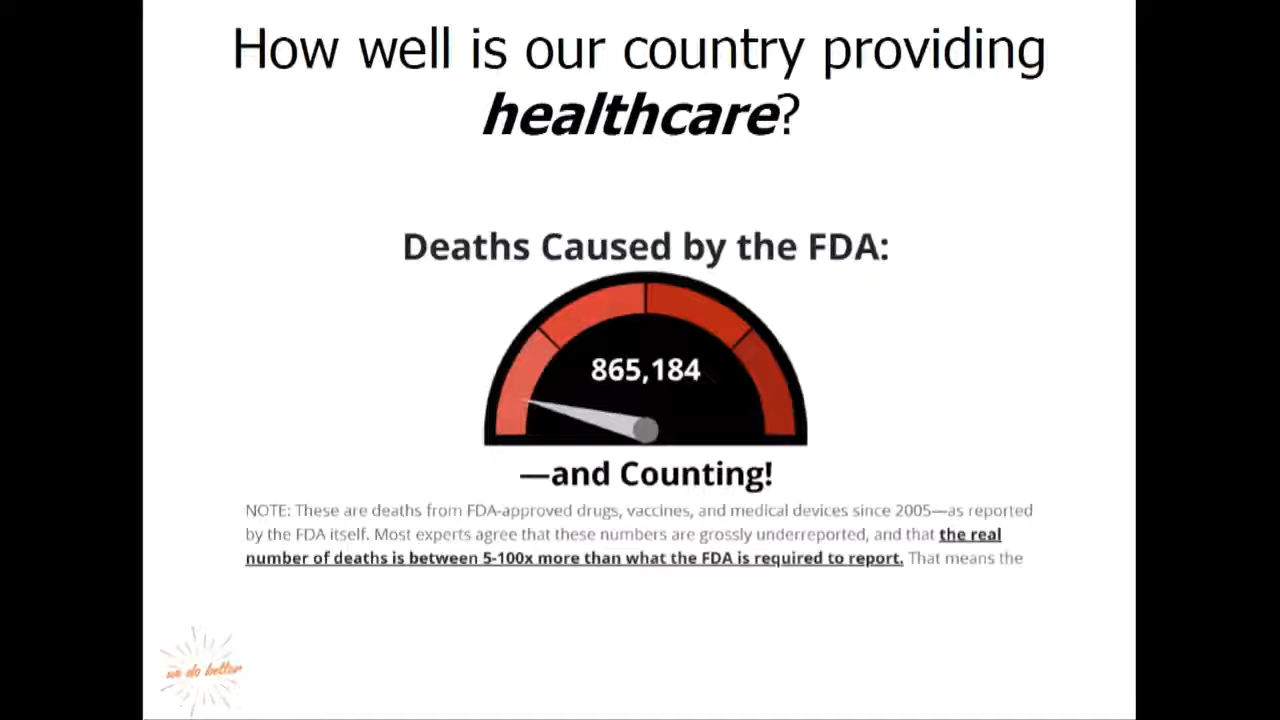 How well is our country providing
healthcare?
Deaths Caused by the FDA:
865,184
—and Counting!
NOTE: These are deaths from FDA-approved drugs, vaccines, and medical devices since 2005—as reported
by the FDA itself. Most experts agree that these numbers are grossly underreported, and that the real
number of deaths is between 5-100x more than what the FDA is required to report. That means the
we do better